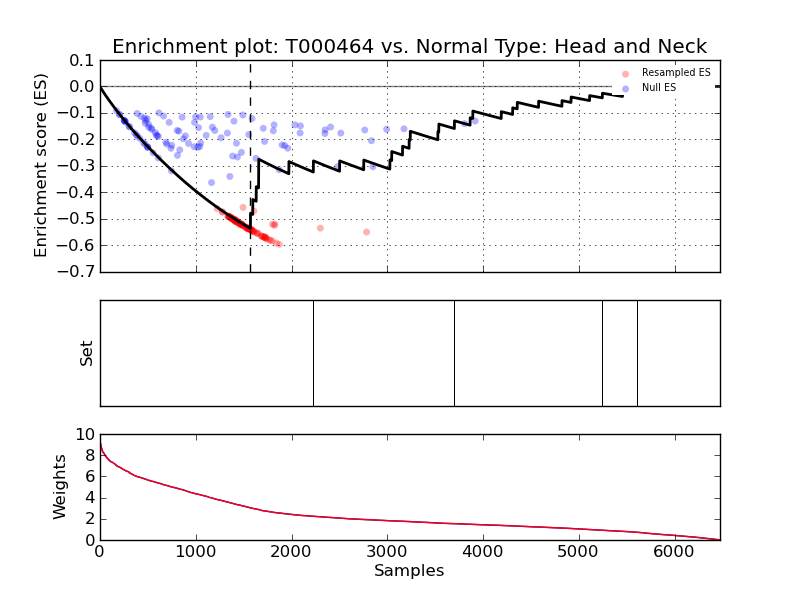 Enrichment plot: T000464 vs. Normal Type: Head and Neck
Enrichment score (ES)
0.1
0.0
−0.1
−0.2
−0.3
−0.4
−0.5
−0.6
−0.7
Resampled ES
Null ES
Set
Weights
10
8
6
4
2
0
0 1000 2000 3000 4000 5000 6000
Samples